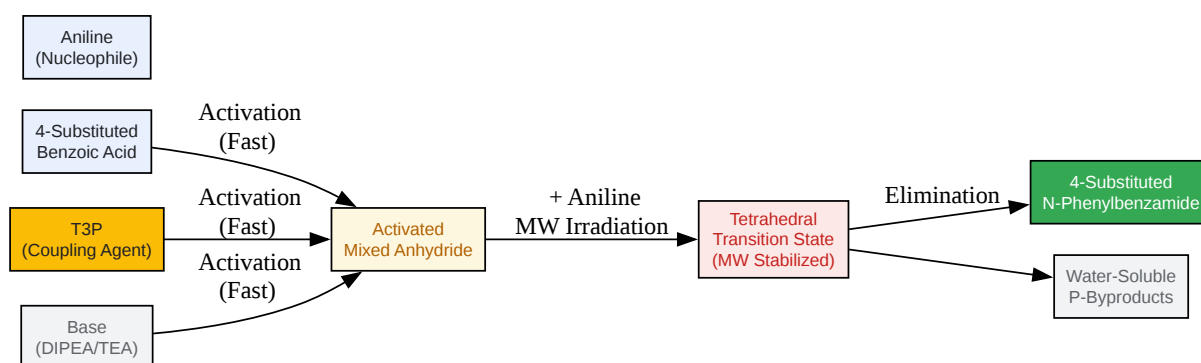 Aniline
(Nucleophile)
4-Substituted
Benzoic Acid
Activation
(Fast)
T3P
(Coupling Agent)
Activation
(Fast)
Base
(DIPEA/TEA)
Activation
(Fast)
Activated
Mixed Anhydride
+ Aniline
MW Irradiation
Tetrahedral
Transition State
(MW Stabilized)
Elimination
4-Substituted
N-Phenylbenzamide
Water-Soluble
P-Byproducts